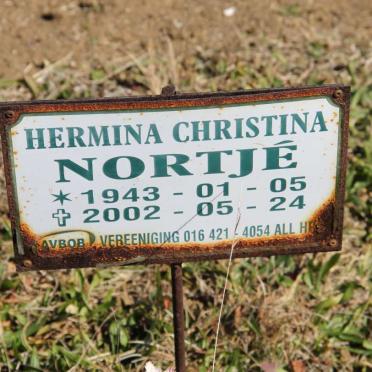 HERMINA CHRISTINA
NORTJÉ
1943 - 01 - 05
2002 - 05 - 24
AVBOB VEREENIGING 016 421 - 4054 ALL